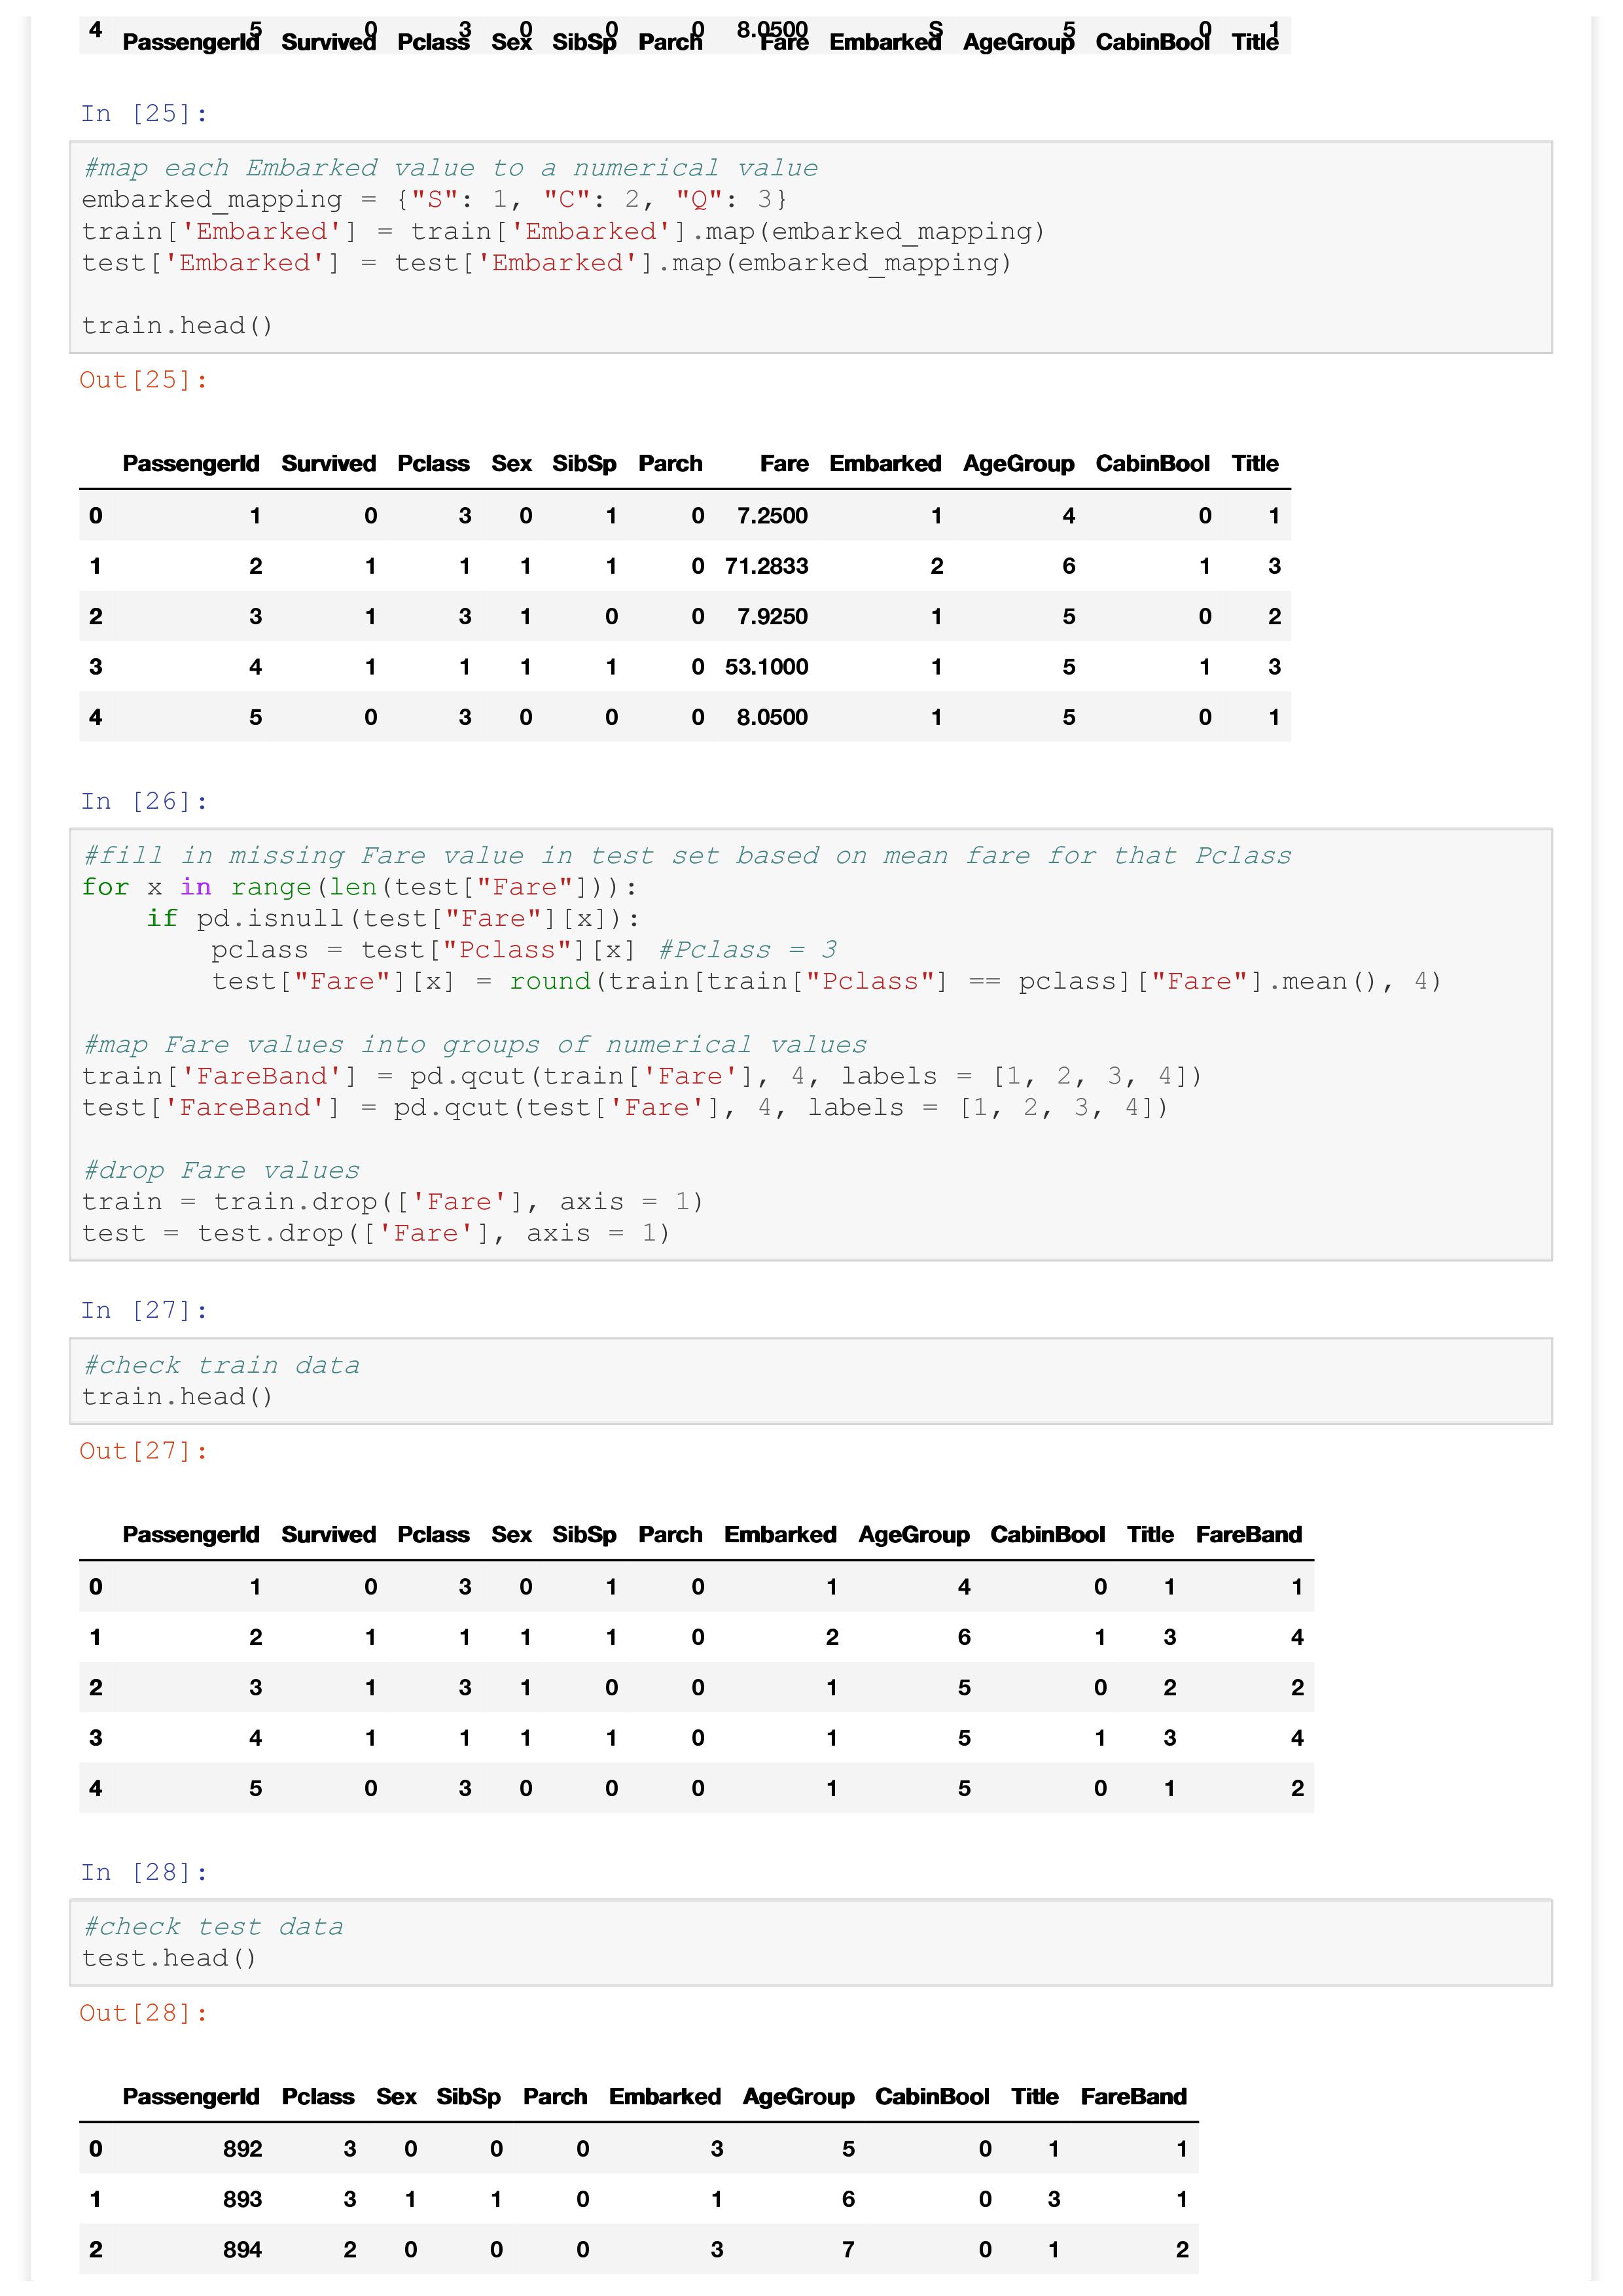 4 5 0 3 0 0 0 8.0500 S 5 0 1
PassengerId Survived Pclass Sex SibSp Parch Fare Embarked AgeGroup CabinBool Title
In [25]:
#map each Embarked value to a numerical value
embarked_mapping = {"S": 1, "C": 2, "Q": 3}
train['Embarked'] = train['Embarked'].map(embarked_mapping)
test['Embarked'] = test['Embarked'].map(embarked_mapping)
train.head()
Out[25]:
PassengerId Survived Pclass Sex SibSp Parch Fare Embarked AgeGroup CabinBool Title
0 1 0 3 0 1 0 7.2500 1 4 0 1
1 2 1 1 1 1 0 71.2833 2 6 1 3
2 3 1 3 1 0 0 7.9250 1 5 0 2
3 4 1 1 1 1 0 53.1000 1 5 1 3
4 5 0 3 0 0 0 8.0500 1 5 0 1
In [26]:
#fill in missing Fare value in test set based on mean fare for that Pclass
for x in range(len(test["Fare"])):
    if pd.isnull(test["Fare"][x]):
        pclass = test["Pclass"][x] #Pclass = 3
        test["Fare"][x] = round(train[train["Pclass"] == pclass]["Fare"].mean(), 4)
#map Fare values into groups of numerical values
train['FareBand'] = pd.qcut(train['Fare'], 4, labels = [1, 2, 3, 4])
test['FareBand'] = pd.qcut(test['Fare'], 4, labels = [1, 2, 3, 4])
#drop Fare values
train = train.drop(['Fare'], axis = 1)
test = test.drop(['Fare'], axis = 1)
In [27]:
#check train data
train.head()
Out[27]:
PassengerId Survived Pclass Sex SibSp Parch Embarked AgeGroup CabinBool Title FareBand
0 1 0 3 0 1 0 1 4 0 1 1
1 2 1 1 1 1 0 2 6 1 3 4
2 3 1 3 1 0 0 1 5 0 2 2
3 4 1 1 1 1 0 1 5 1 3 4
4 5 0 3 0 0 0 1 5 0 1 2
In [28]:
#check test data
test.head()
Out[28]:
PassengerId Pclass Sex SibSp Parch Embarked AgeGroup CabinBool Title FareBand
0 892 3 0 0 0 3 5 0 1 1
1 893 3 1 1 0 1 6 0 3 1
2 894 2 0 0 0 3 7 0 1 2